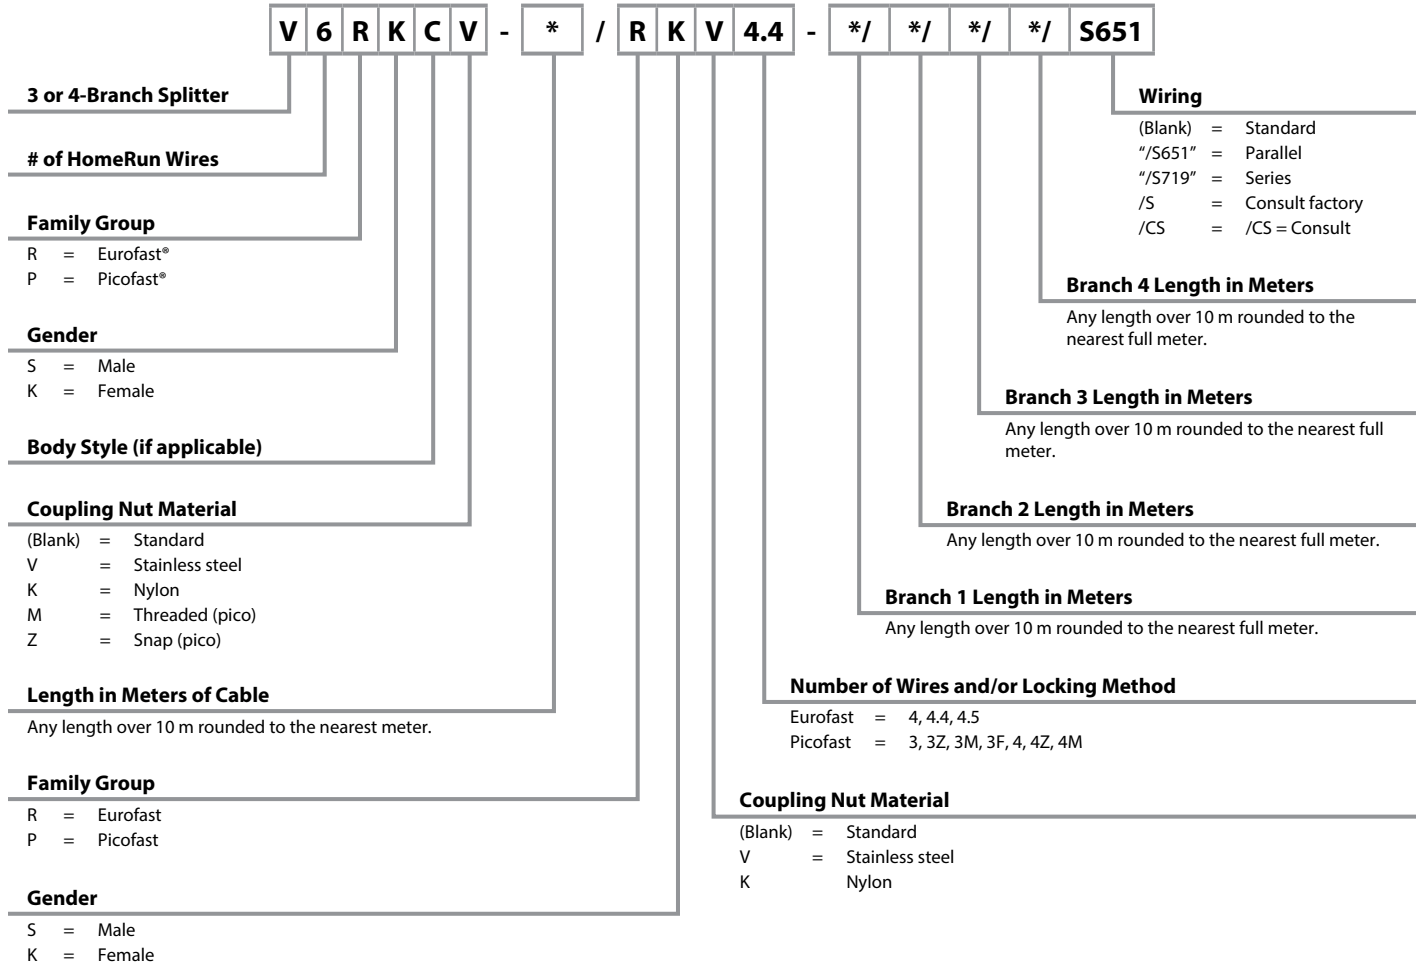 V 6 R K C V - * / R K V 4.4 - */ */ */ */ S651
3 or 4-Branch Splitter
# of HomeRun Wires
Family Group
R = Eurofast®
P = Picofast®
Gender
S = Male
K = Female
Body Style (if applicable)
Coupling Nut Material
(Blank) = Standard
V = Stainless steel
K = Nylon
M = Threaded (pico)
Z = Snap (pico)
Length in Meters of Cable
Any length over 10 m rounded to the nearest meter.
Family Group
R = Eurofast
P = Picofast
Gender
S = Male
K = Female
Wiring
(Blank) = Standard
“/S651” = Parallel
“/S719” = Series
/S = Consult factory
/CS = /CS = Consult
Branch 4 Length in Meters
Any length over 10 m rounded to the
nearest full meter.
Branch 3 Length in Meters
Any length over 10 m rounded to the nearest full
meter.
Branch 2 Length in Meters
Any length over 10 m rounded to the nearest full meter.
Branch 1 Length in Meters
Any length over 10 m rounded to the nearest full meter.
Number of Wires and/or Locking Method
Eurofast = 4, 4.4, 4.5
Picofast = 3, 3Z, 3M, 3F, 4, 4Z, 4M
Coupling Nut Material
(Blank) = Standard
V = Stainless steel
K Nylon